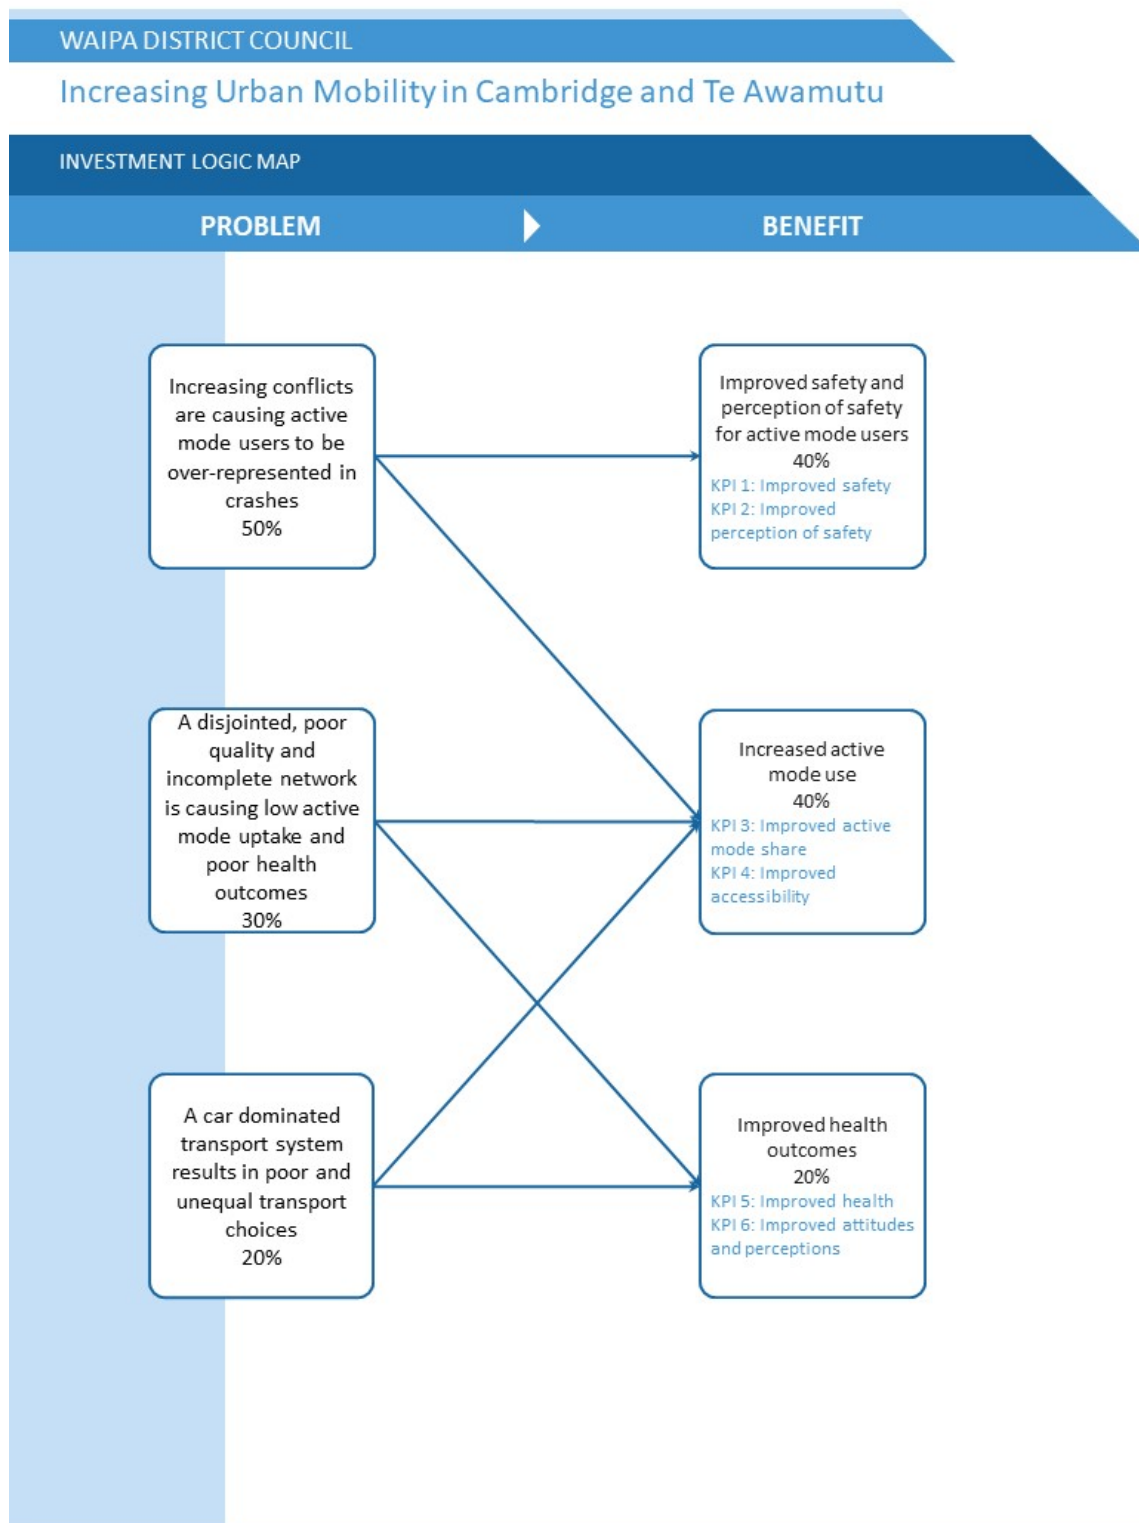 WAIPA DISTRICT COUNCIL
Increasing Urban Mobility in Cambridge and Te Awamutu
INVESTMENT LOGIC MAP
PROBLEM
BENEFIT
Increasing conflicts
are causing active
mode users to be
over-represented in
crashes
50%
Improved safety and
perception of safety
for active mode users
40%
KPI 1: Improved safety
KPI 2: Improved
perception of safety
A disjointed, poor
quality and
incomplete network
is causing low active
mode uptake and
poor health
outcomes
30%
Increased active
mode use
40%
KPI 3: Improved active
mode share
KPI 4: Improved
accessibility
A car dominated
transport system
results in poor and
unequal transport
choices
20%
Improved health
outcomes
20%
KPI 5: Improved health
KPI 6: Improved attitudes
and perceptions